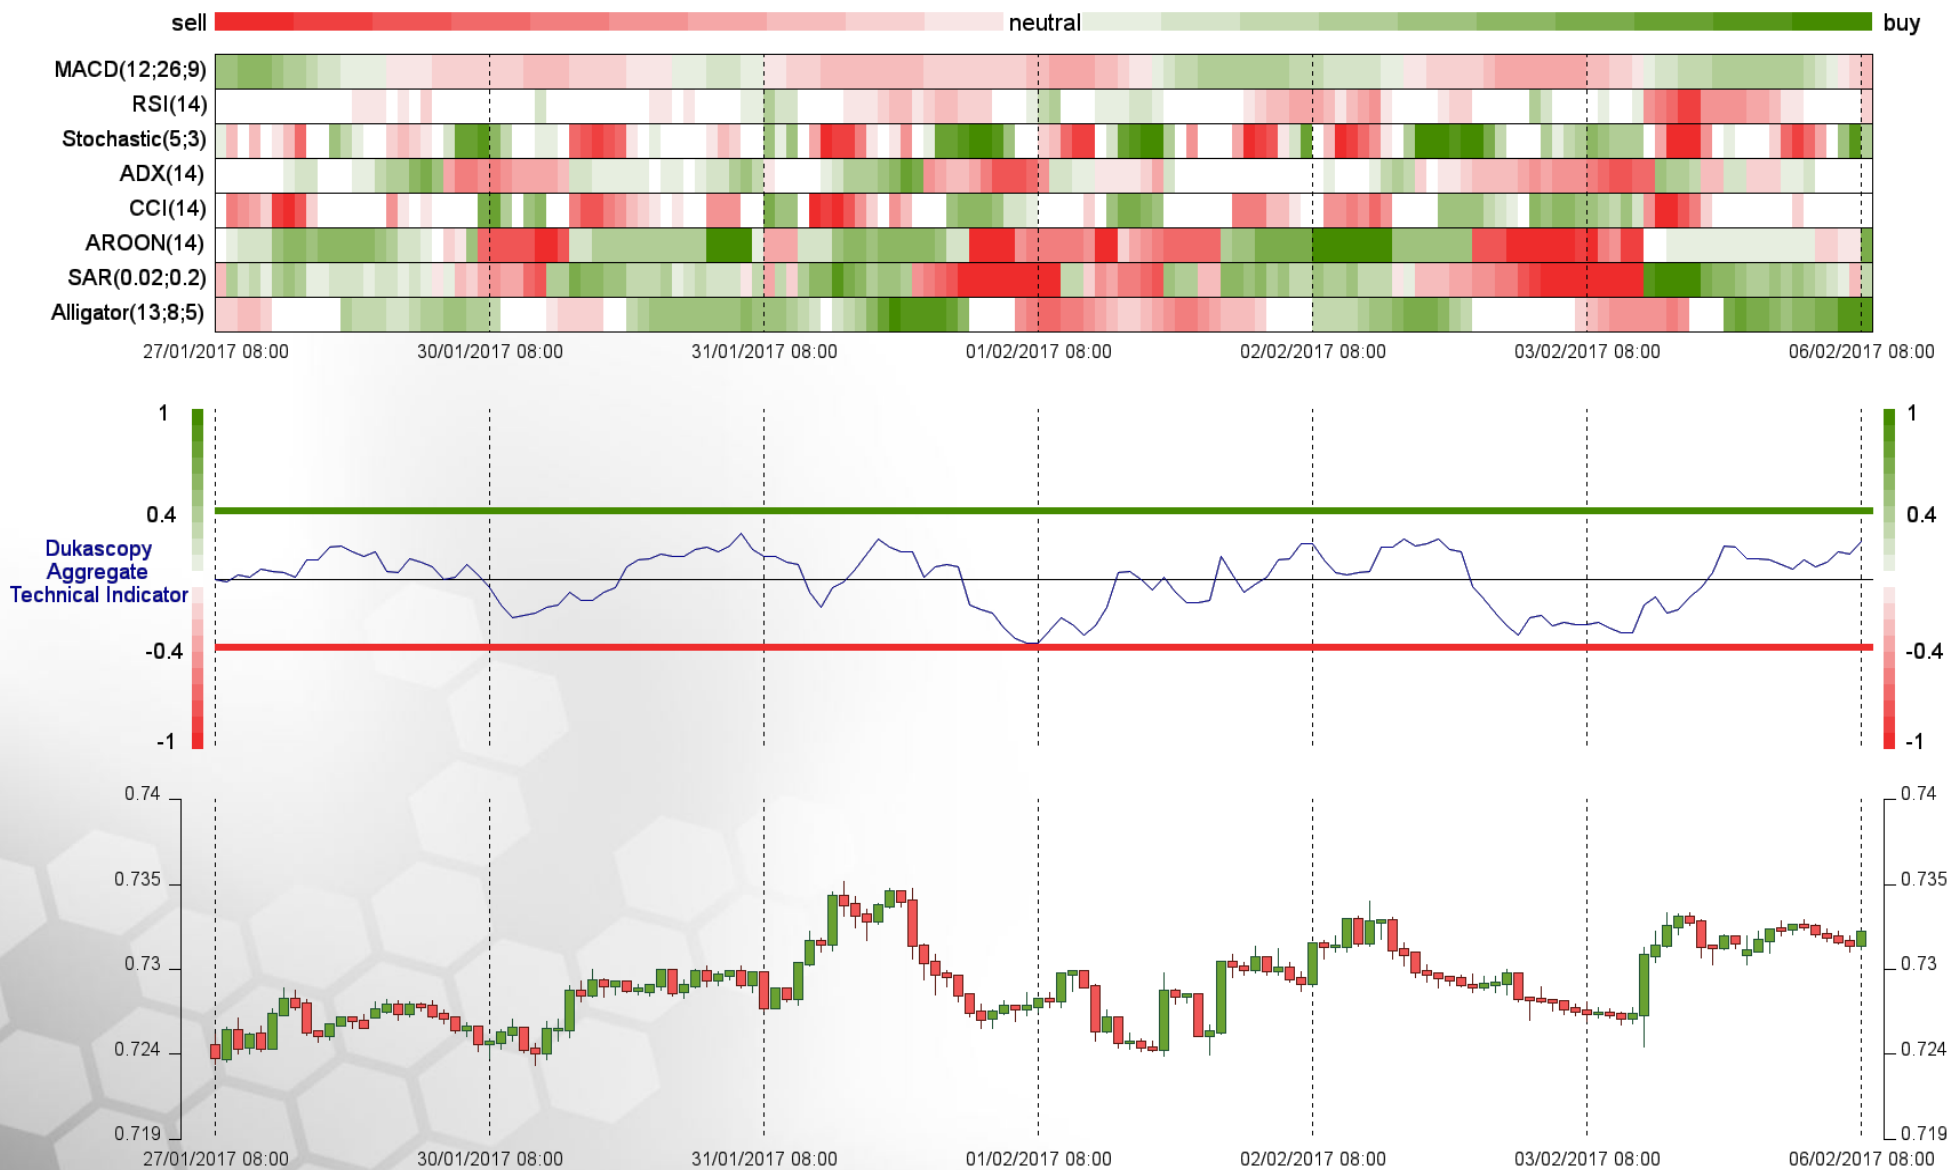 sell neutral buy
MACD(12;26;9)
RSI(14)
Stochastic(5;3)
ADX(14)
CCI(14)
AROON(14)
SAR(0.02;0.2)
Alligator(13;8;5)
27/01/2017 08:00 30/01/2017 08:00 31/01/2017 08:00 01/02/2017 08:00 02/02/2017 08:00 03/02/2017 08:00 06/02/2017 08:00
1 1
0.4 0.4
Dukascopy
Aggregate
Technical Indicator
-0.4 -0.4
-1 -1
0.74 0.74
0.735 0.735
0.73 0.73
0.724 0.724
0.719 0.719
27/01/2017 08:00 30/01/2017 08:00 31/01/2017 08:00 01/02/2017 08:00 02/02/2017 08:00 03/02/2017 08:00 06/02/2017 08:00